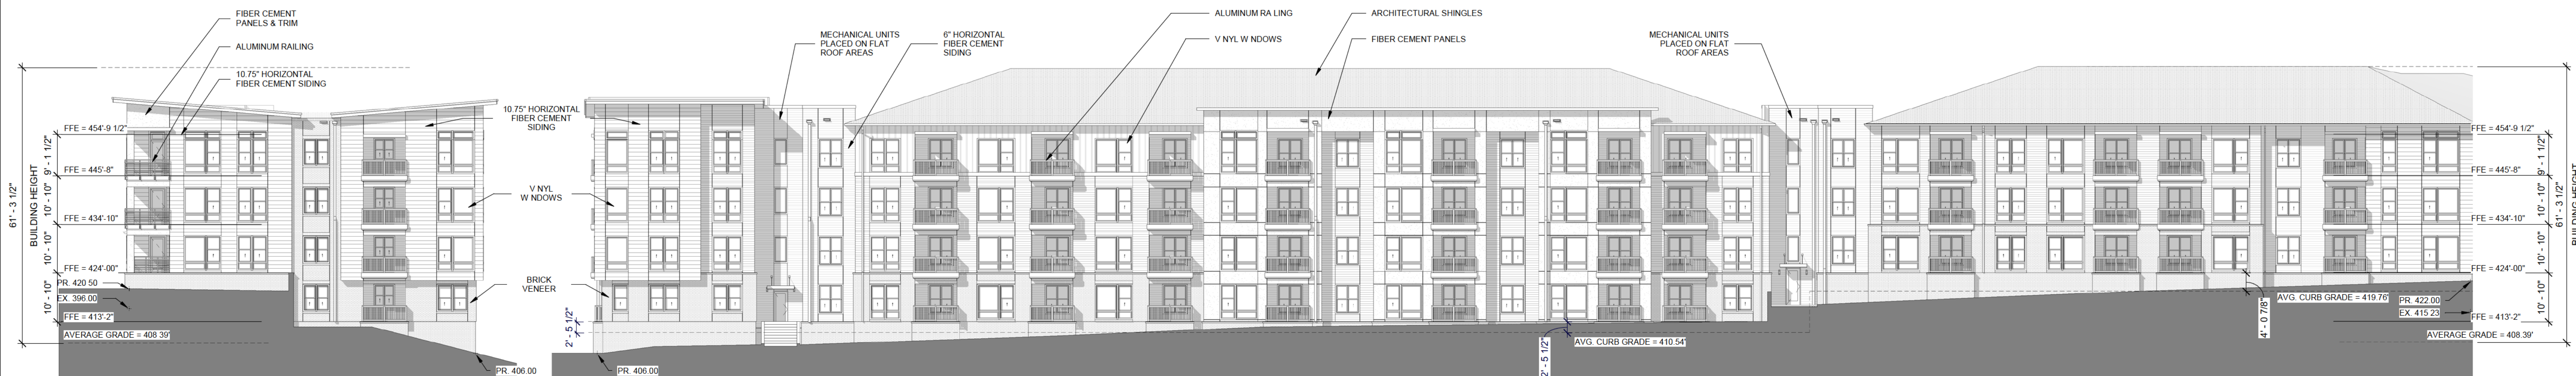 FIBER CEMENT
PANELS & TRIM
ALUMINUM RAILING
10.75" HORIZONTAL
FIBER CEMENT SIDING
MECHANICAL UNITS
PLACED ON FLAT
ROOF AREAS
6" HORIZONTAL
FIBER CEMENT
SIDING
ALUMINUM RA LING
V NYL W NDOWS
ARCHITECTURAL SHINGLES
FIBER CEMENT PANELS
MECHANICAL UNITS
PLACED ON FLAT
ROOF AREAS
10.75" HORIZONTAL
FIBER CEMENT
SIDING
V NYL
W NDOWS
BRICK
VENEER
61' - 3 1/2"
BUILDING HEIGHT
9' - 1 1/2"
10' - 10"
10' - 10"
10' - 10"
FFE = 454'-9 1/2"
FFE = 445'-8"
FFE = 434'-10"
FFE = 424'-00"
PR. 420 50
EX. 396.00
FFE = 413'-2"
AVERAGE GRADE = 408 39'
PR. 406.00
2' - 5 1/2"
PR. 406.00
2' - 5 1/2"
AVG. CURB GRADE = 410.54'
4' - 0 7/8"
AVG. CURB GRADE = 419.76'
FFE = 454'-9 1/2"
FFE = 445'-8"
FFE = 434'-10"
FFE = 424'-00"
PR. 422.00
EX. 415 23
FFE = 413'-2"
AVERAGE GRADE = 408.39'
9' - 1 1/2"
10' - 10"
10' - 10"
10' - 10"
61' - 3 1/2"
BUILDING HEIGHT